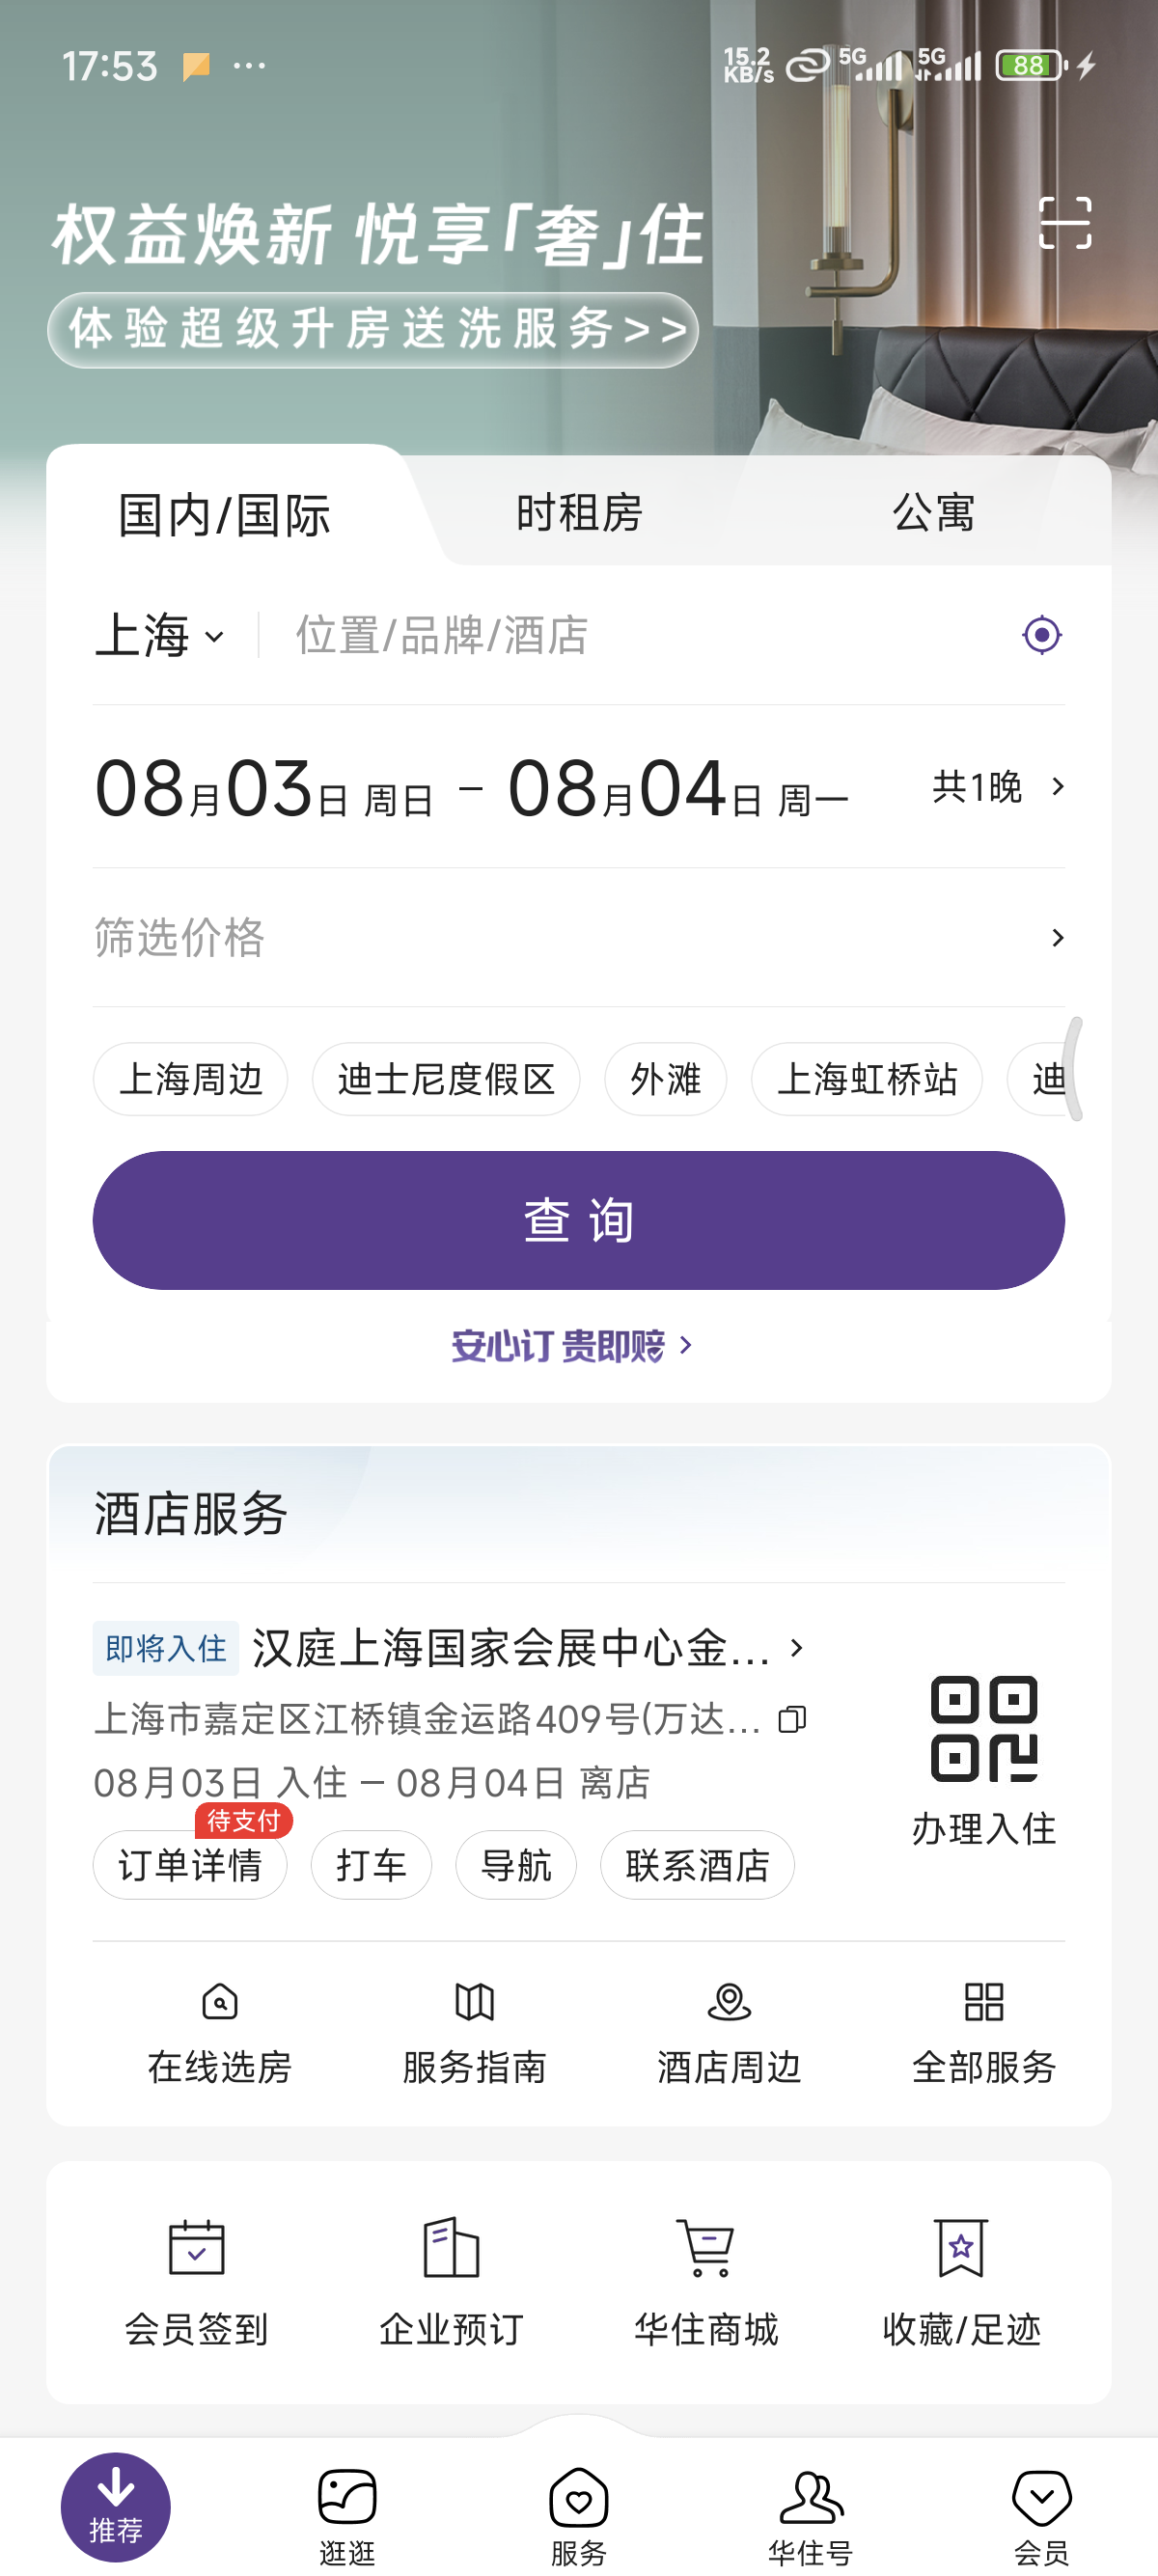 17:53 ··· 15.2 KB/s 5G 5G 88
权益焕新 悦享「奢」住
体验超级升房送洗服务>>
国内/国际 时租房 公寓
上海 位置/品牌/酒店
08月03日 周日 – 08月04日 周一 共1晚
筛选价格
上海周边 迪士尼度假区 外滩 上海虹桥站 迪
查询
安心订 贵即赔
酒店服务
即将入住 汉庭上海国家会展中心金...
上海市嘉定区江桥镇金运路409号(万达...
08月03日 入住 – 08月04日 离店
办理入住
待支付
订单详情 打车 导航 联系酒店
在线选房 服务指南 酒店周边 全部服务
会员签到 企业预订 华住商城 收藏/足迹
推荐 逛逛 服务 华住号 会员